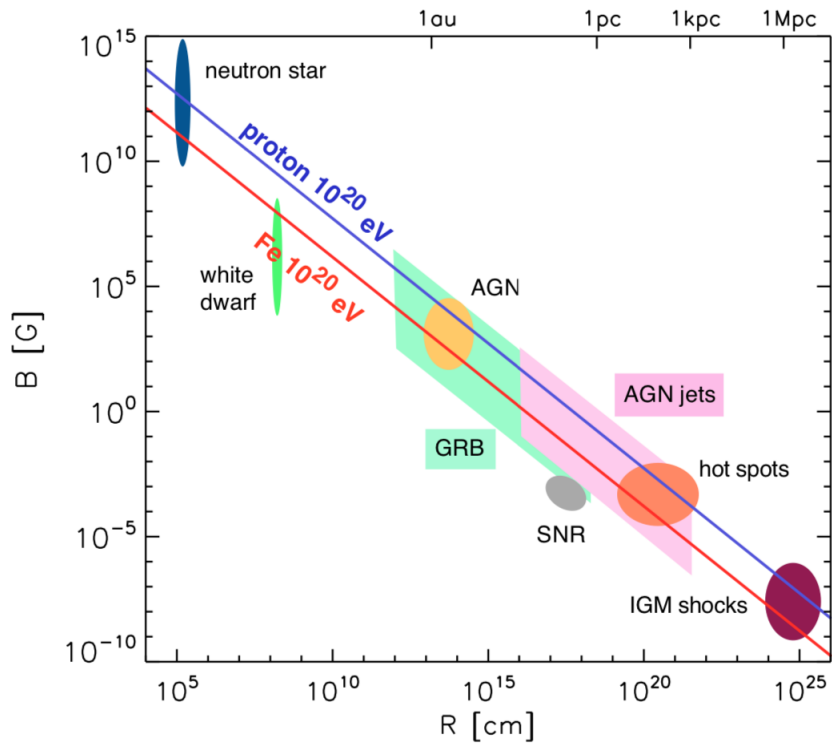 1au 1pc 1kpc 1Mpc
10^15
neutron star
proton 10^20 eV
10^10
Fe 10^20 eV
white
dwarf
10^5
AGN
B [G]
10^0
AGN jets
GRB
hot spots
10^-5
SNR
IGM shocks
10^-10
10^5 10^10 10^15 10^20 10^25
R [cm]